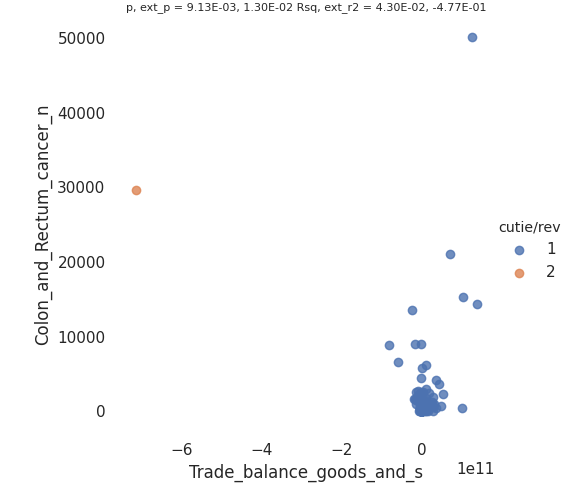 p, ext_p = 9.13E-03, 1.30E-02 Rsq, ext_r2 = 4.30E-02, -4.77E-01
50000
40000
30000
20000
10000
0
Colon_and_Rectum_cancer_n
cutie/rev
1
2
−6
−4
−2
0
1e11
Trade_balance_goods_and_s